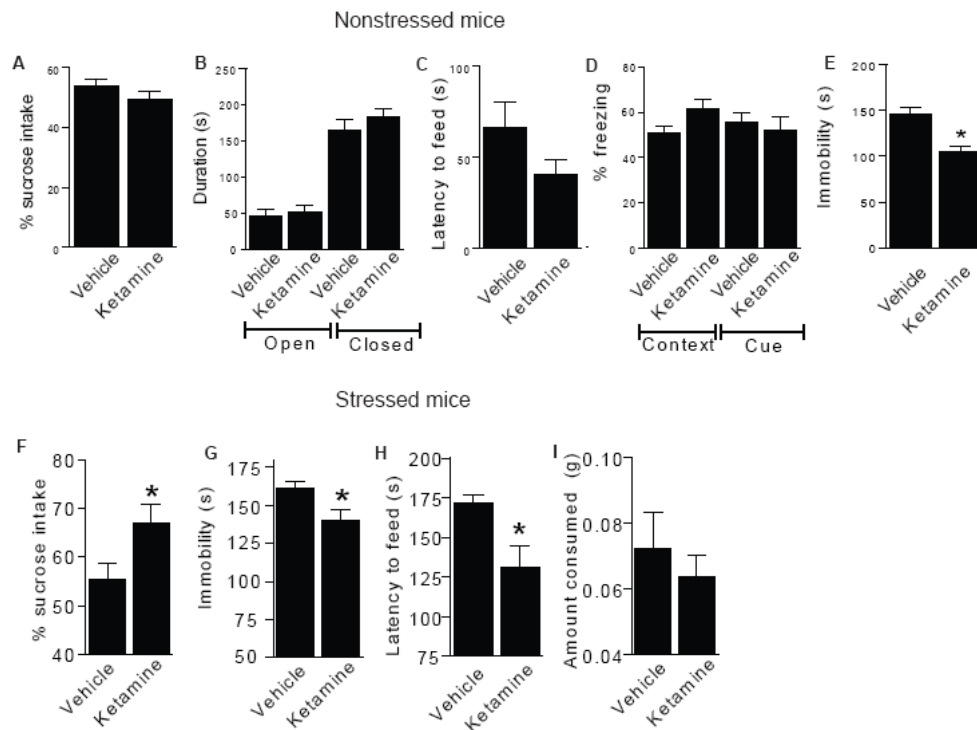 Nonstressed mice
A
% sucrose intake
60
40
20
0
Vehicle
Ketamine
B
Duration (s)
250
200
150
100
50
0
Vehicle
Ketamine
Vehicle
Ketamine
Open
Closed
C
Latency to feed (s)
100
50
0
Vehicle
Ketamine
D
% freezing
80
60
40
20
0
Vehicle
Ketamine
Vehicle
Ketamine
Context
Cue
E
Immobility (s)
200
150
100
50
0
*
Vehicle
Ketamine
Stressed mice
F
% sucrose intake
80
70
60
50
40
*
Vehicle
Ketamine
G
Immobility (s)
175
150
125
100
75
50
*
Vehicle
Ketamine
H
Latency to feed (s)
200
175
150
125
100
75
*
Vehicle
Ketamine
I
Amount consumed (g)
0.10
0.08
0.06
0.04
Vehicle
Ketamine